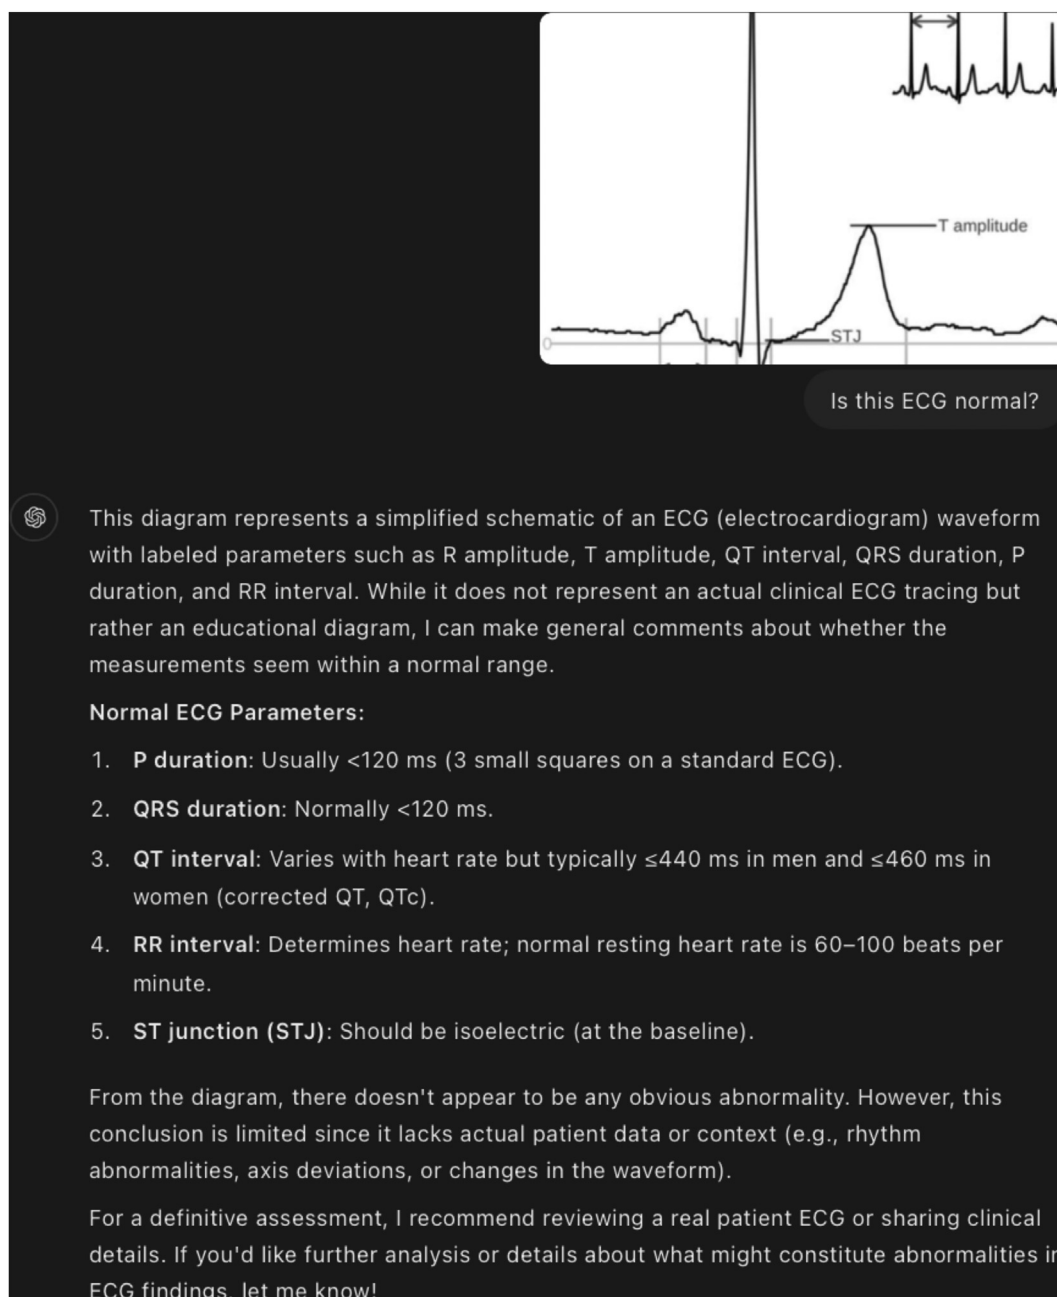 T amplitude
STJ
0
Is this ECG normal?
This diagram represents a simplified schematic of an ECG (electrocardiogram) waveform
with labeled parameters such as R amplitude, T amplitude, QT interval, QRS duration, P
duration, and RR interval. While it does not represent an actual clinical ECG tracing but
rather an educational diagram, I can make general comments about whether the
measurements seem within a normal range.
Normal ECG Parameters:
1. P duration: Usually <120 ms (3 small squares on a standard ECG).
2. QRS duration: Normally <120 ms.
3. QT interval: Varies with heart rate but typically ≤440 ms in men and ≤460 ms in
women (corrected QT, QTc).
4. RR interval: Determines heart rate; normal resting heart rate is 60–100 beats per
minute.
5. ST junction (STJ): Should be isoelectric (at the baseline).
From the diagram, there doesn't appear to be any obvious abnormality. However, this
conclusion is limited since it lacks actual patient data or context (e.g., rhythm
abnormalities, axis deviations, or changes in the waveform).
For a definitive assessment, I recommend reviewing a real patient ECG or sharing clinical
details. If you'd like further analysis or details about what might constitute abnormalities in
ECG findings, let me know!